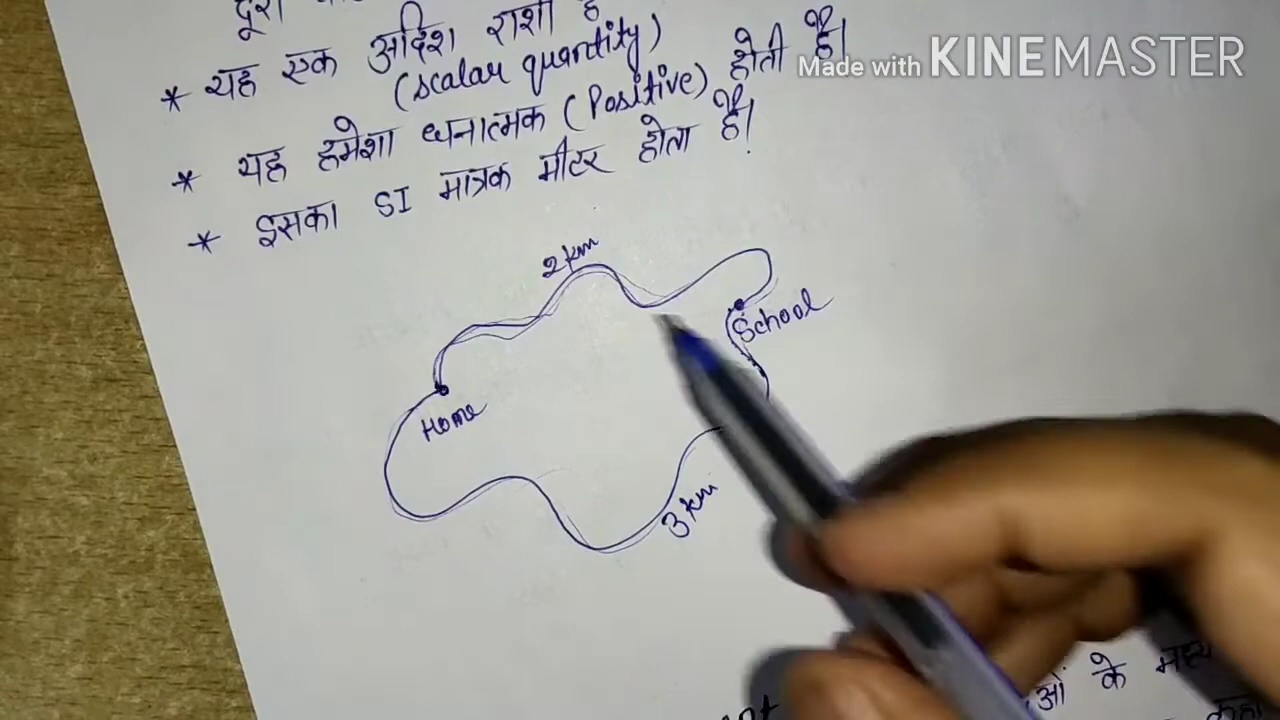 यह एक अदिश राशी है
(scalar quantity)
यह हमेशा धनात्मक (Positive) होती है।
इसका SI मात्रक मीटर होता है।
Made with KINEMASTER
2 km
School
Home
3 km
के मध्य